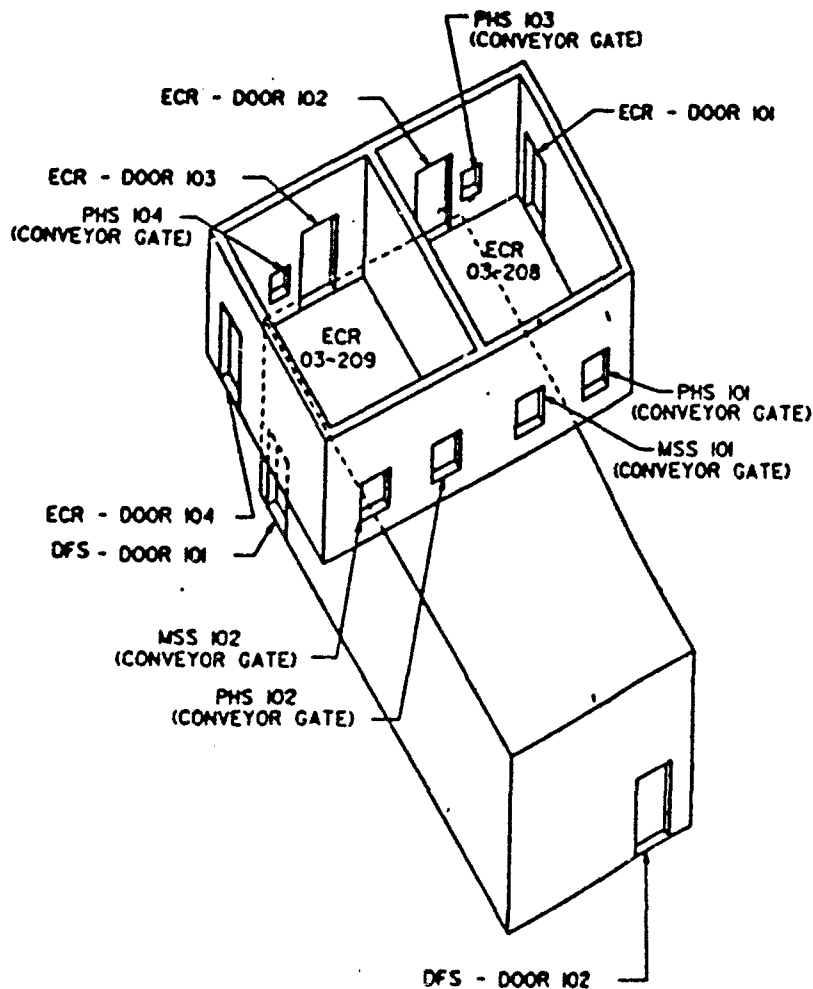 PHS 103
(CONVEYOR GATE)
ECR - DOOR 102
ECR - DOOR 101
ECR - DOOR 103
PHS 104
(CONVEYOR GATE)
ECR
03-208
ECR
03-209
PHS 101
(CONVEYOR GATE)
MSS 101
(CONVEYOR GATE)
ECR - DOOR 104
DFS - DOOR 101
MSS 102
(CONVEYOR GATE)
PHS 102
(CONVEYOR GATE)
DFS - DOOR 102